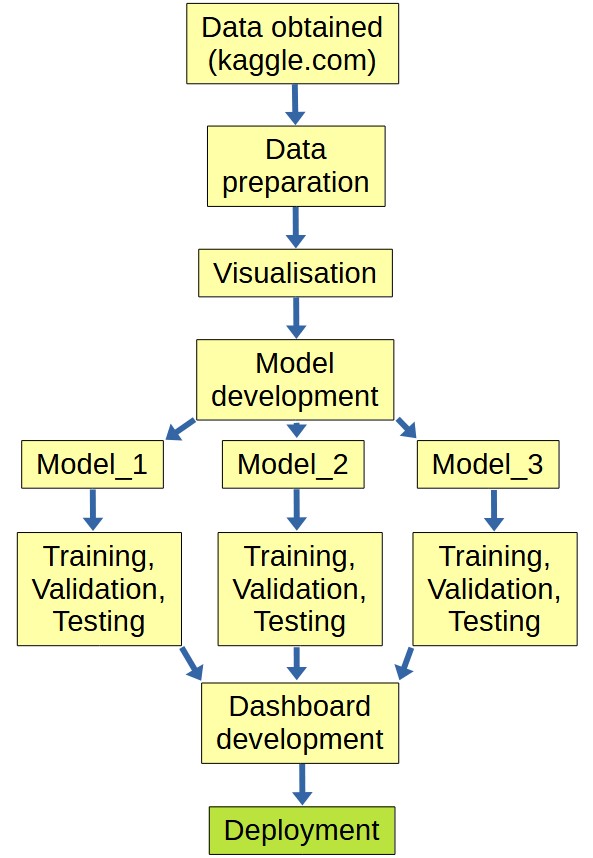 Data obtained
(kaggle.com)
Data
preparation
Visualisation
Model
development
Model_1
Model_2
Model_3
Training,
Validation,
Testing
Training,
Validation,
Testing
Training,
Validation,
Testing
Dashboard
development
Deployment